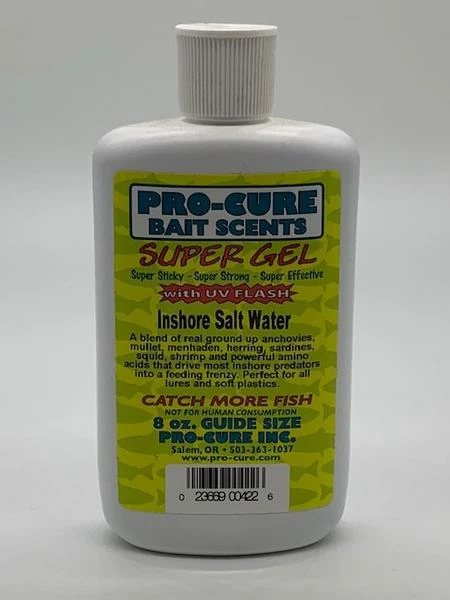 PRO-CURE
BAIT SCENTS
SUPER GEL
Super Sticky - Super Strong - Super Effective
with UV FLASH
Inshore Salt Water
A blend of real ground up anchovies,
mullet, menhaden, herring, sardines,
squid, shrimp and powerful amino
acids that drive most inshore predators
into a feeding frenzy. Perfect for all
lures and soft plastics.
CATCH MORE FISH
NOT FOR HUMAN CONSUMPTION
8 oz. GUIDE SIZE
PRO-CURE INC.
Salem, OR • 503-363-1037
www.pro-cure.com
0 23669 00422 6